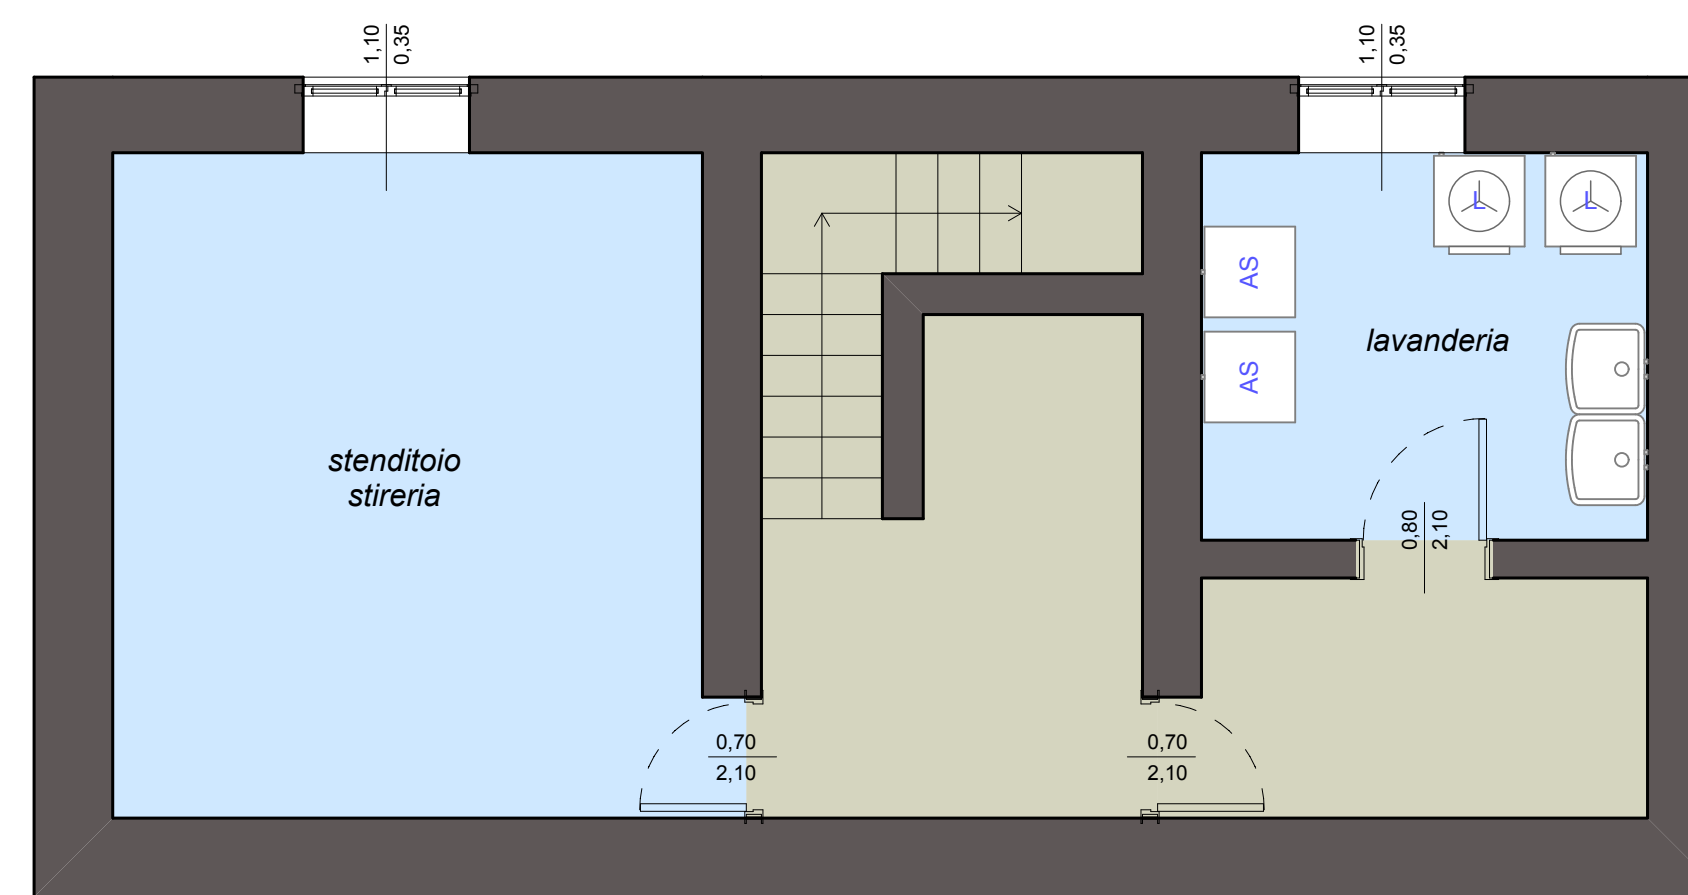 1,10
0,35
1,10
0,35
L
L
AS
AS
lavanderia
stenditoio
stireria
0,80
2,10
0,70
2,10
0,70
2,10